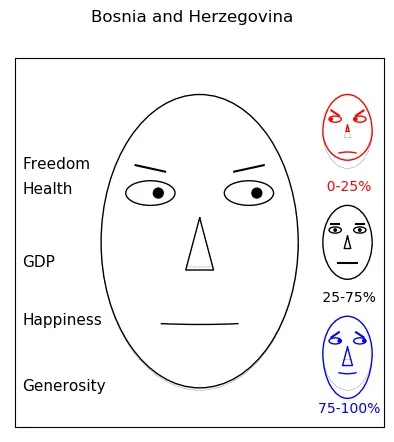 Bosnia and Herzegovina
Freedom
Health
GDP
Happiness
Generosity
0-25%
25-75%
75-100%